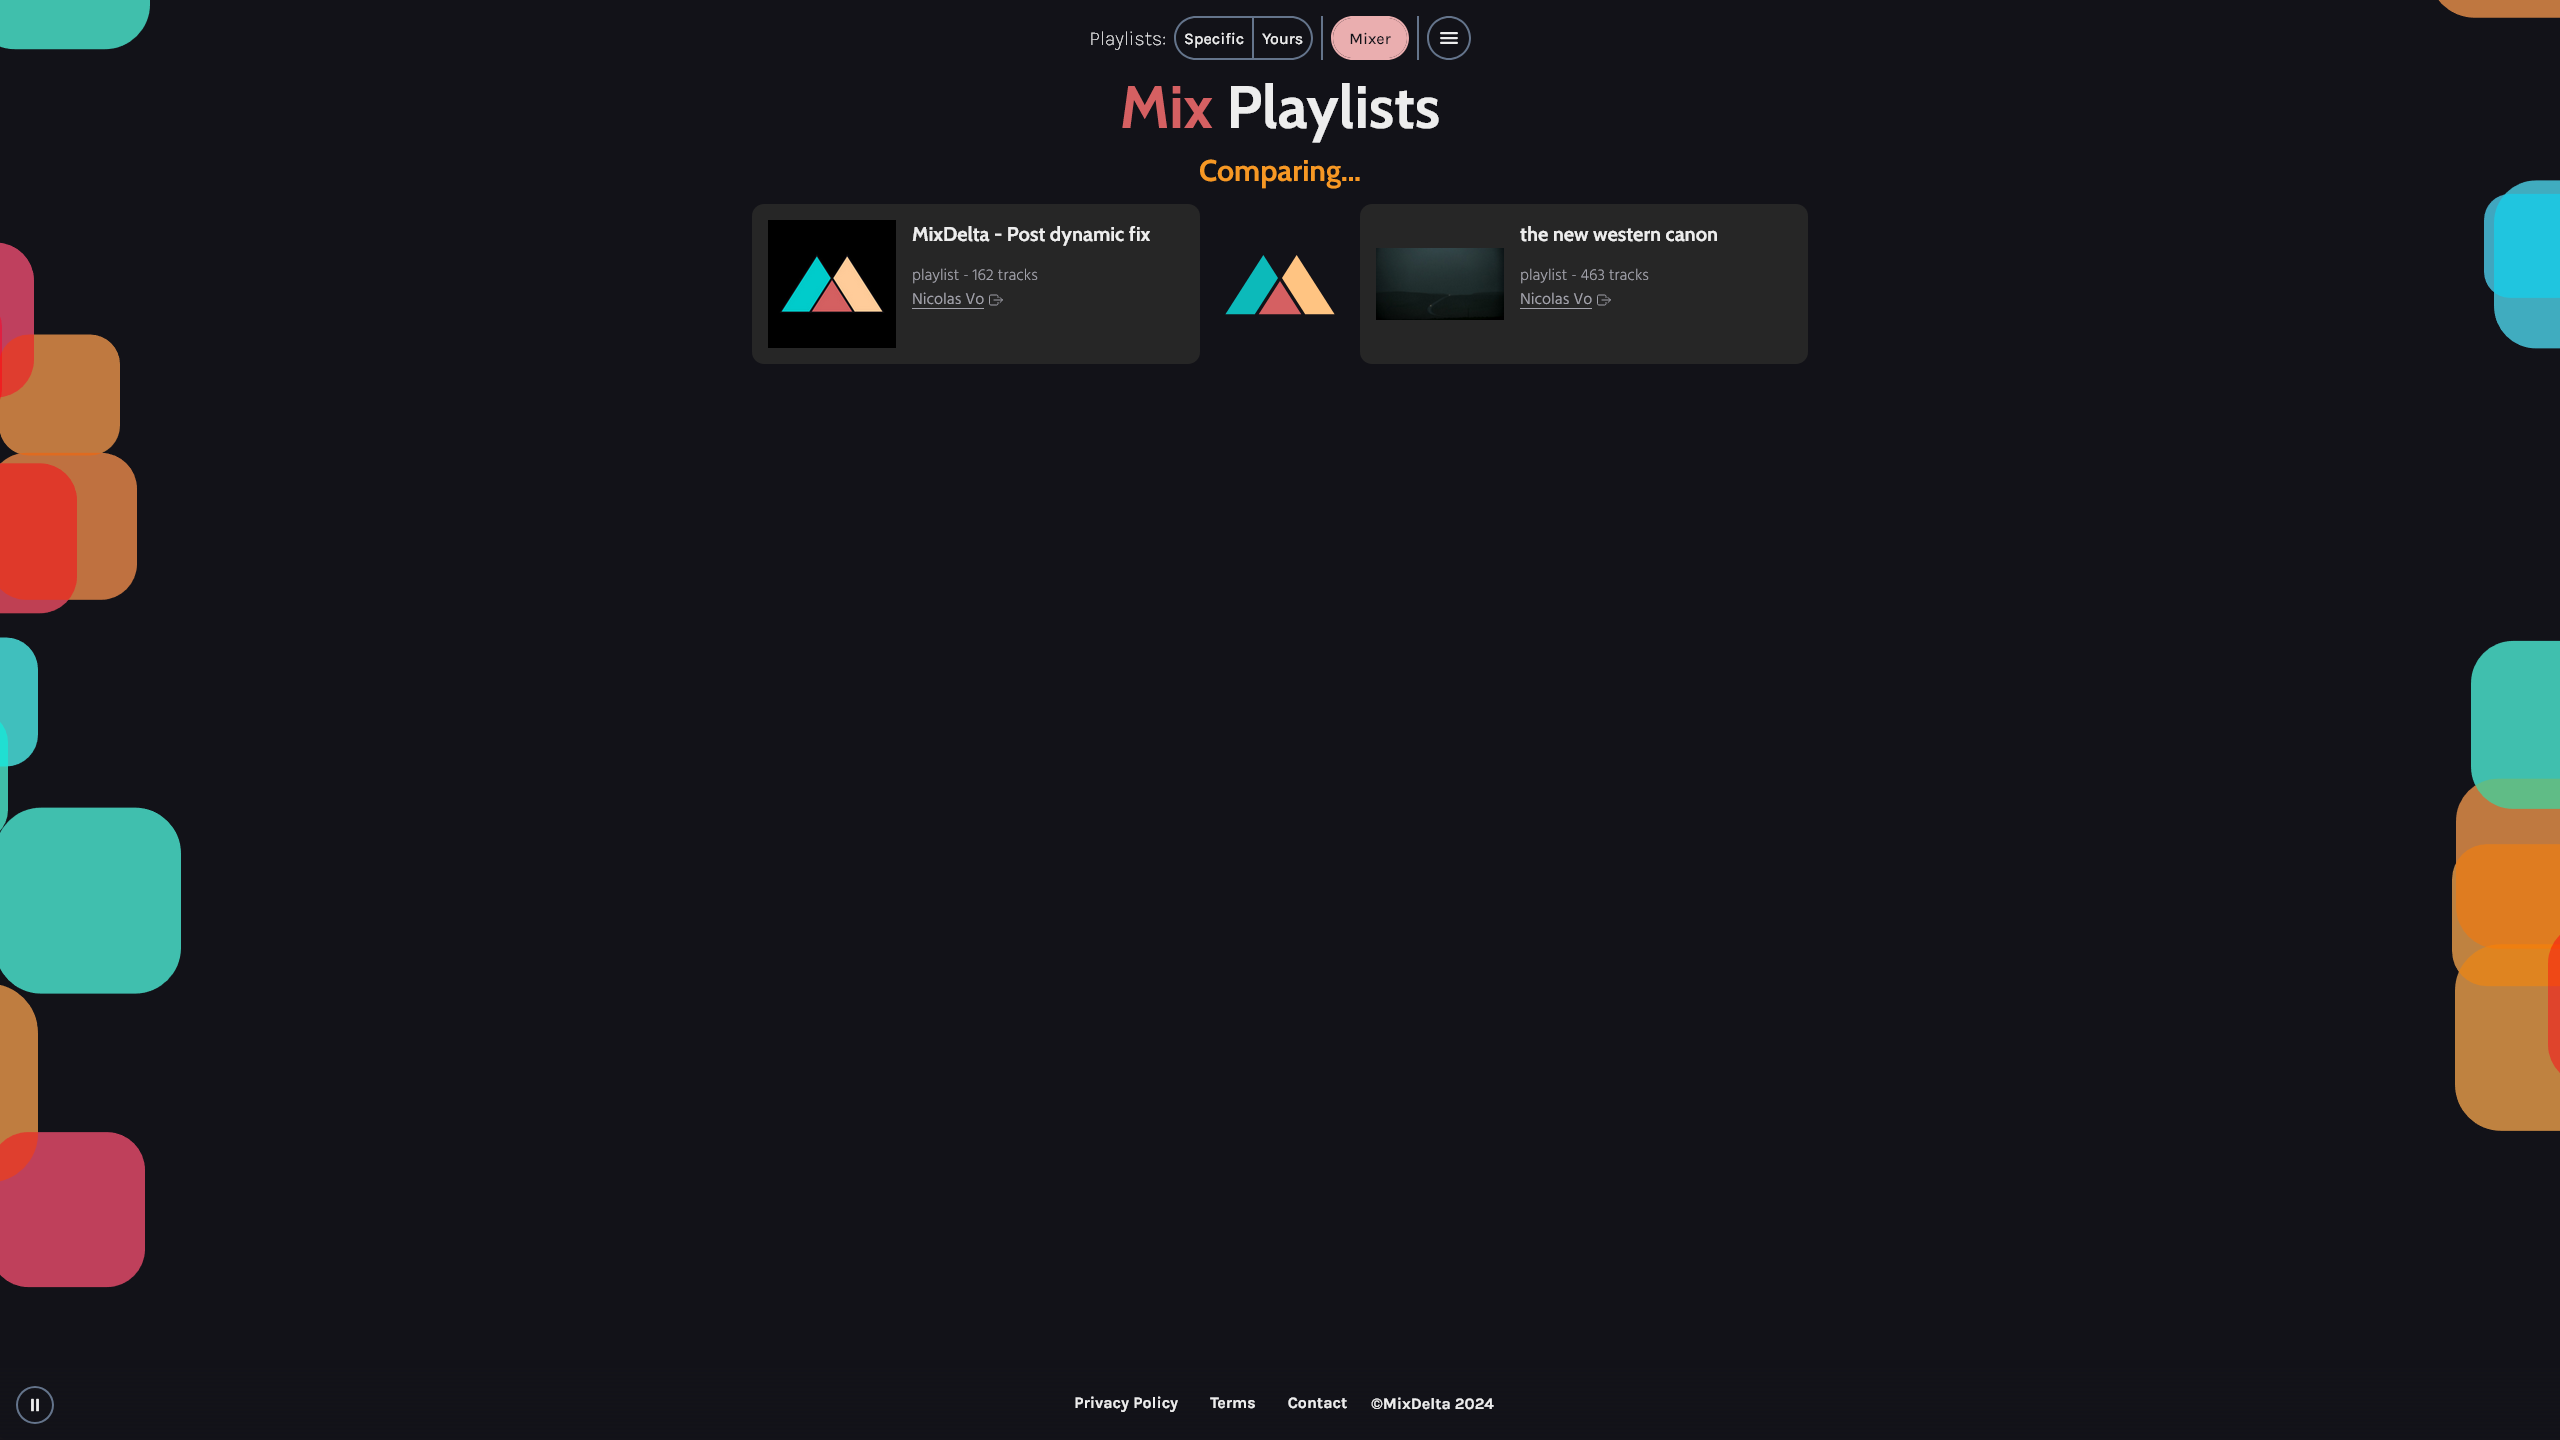 Playlists: Specific Yours Mixer
Mix Playlists
Comparing...
MixDelta - Post dynamic fix
playlist - 162 tracks
Nicolas Vo
the new western canon
playlist - 463 tracks
Nicolas Vo
Privacy Policy Terms Contact ©MixDelta 2024